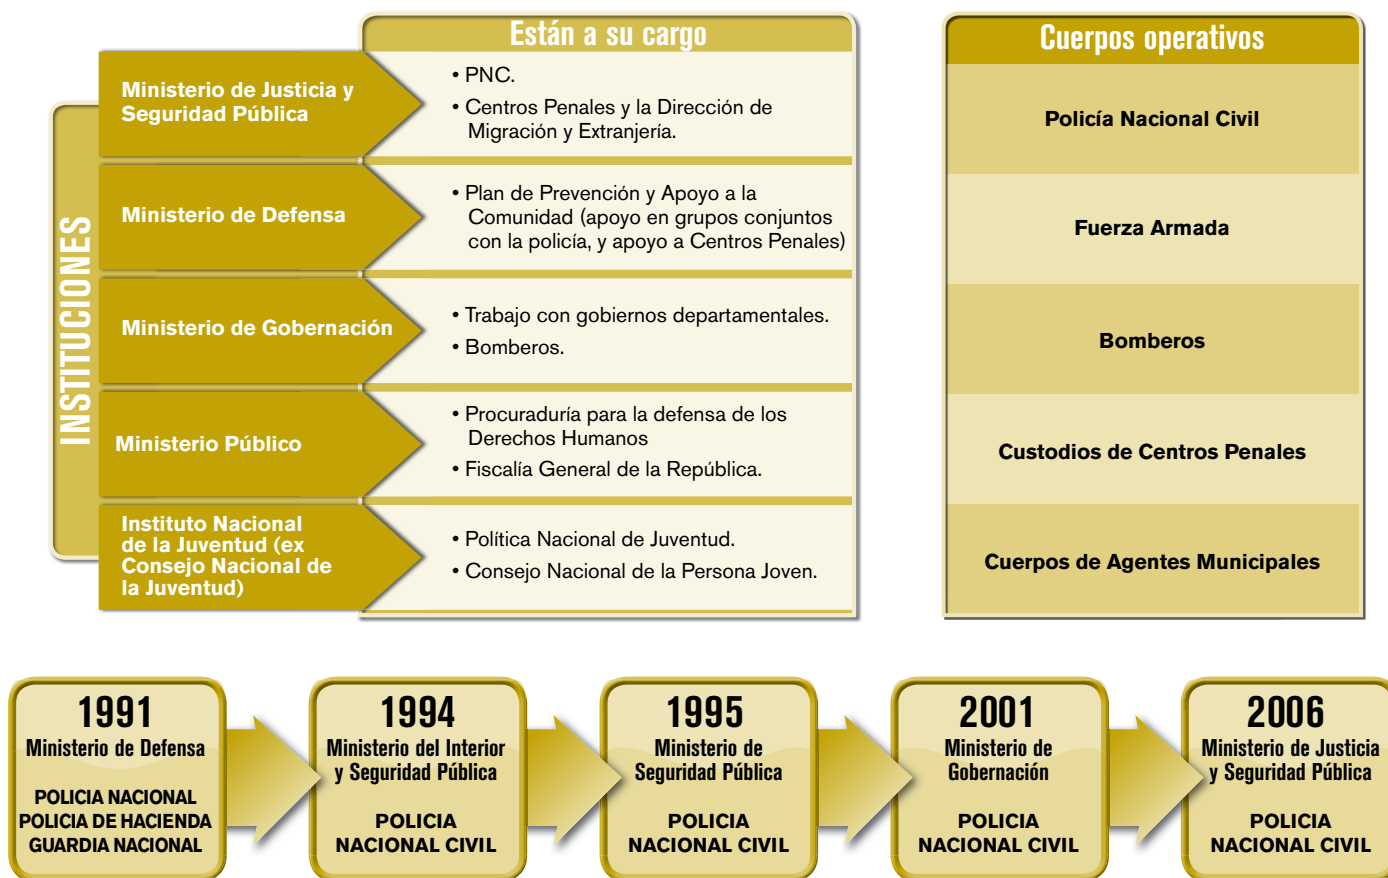 INSTITUCIONES
Están a su cargo
Ministerio de Justicia y
Seguridad Pública
• PNC.
• Centros Penales y la Dirección de
Migración y Extranjería.
Ministerio de Defensa
• Plan de Prevención y Apoyo a la
Comunidad (apoyo en grupos conjuntos
con la policía, y apoyo a Centros Penales)
Ministerio de Gobernación
• Trabajo con gobiernos departamentales.
• Bomberos.
Ministerio Público
• Procuraduría para la defensa de los
Derechos Humanos
• Fiscalía General de la República.
Instituto Nacional
de la Juventud (ex
Consejo Nacional de
la Juventud)
• Política Nacional de Juventud.
• Consejo Nacional de la Persona Joven.
Cuerpos operativos
Policía Nacional Civil
Fuerza Armada
Bomberos
Custodios de Centros Penales
Cuerpos de Agentes Municipales
1991
Ministerio de Defensa
POLICIA NACIONAL
POLICIA DE HACIENDA
GUARDIA NACIONAL
1994
Ministerio del Interior
y Seguridad Pública
POLICIA
NACIONAL CIVIL
1995
Ministerio de
Seguridad Pública
POLICIA
NACIONAL CIVIL
2001
Ministerio de
Gobernación
POLICIA
NACIONAL CIVIL
2006
Ministerio de Justicia
y Seguridad Pública
POLICIA
NACIONAL CIVIL